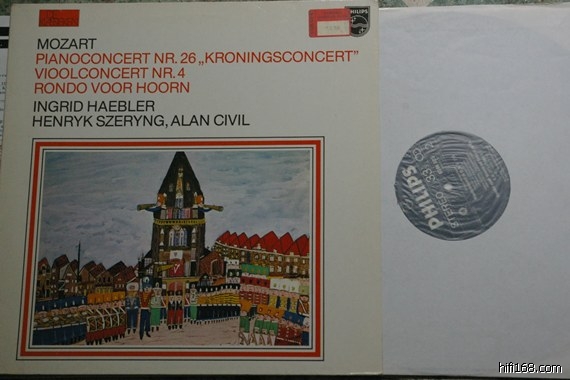 PHILIPS
MOZART
PIANOCONCERT NR. 26 „KRONINGSCONCERT"
VIOOLCONCERT NR. 4
RONDO VOOR HOORN
INGRID HAEBLER
HENRYK SZERYNG, ALAN CIVIL
PHILIPS
hifi168.com